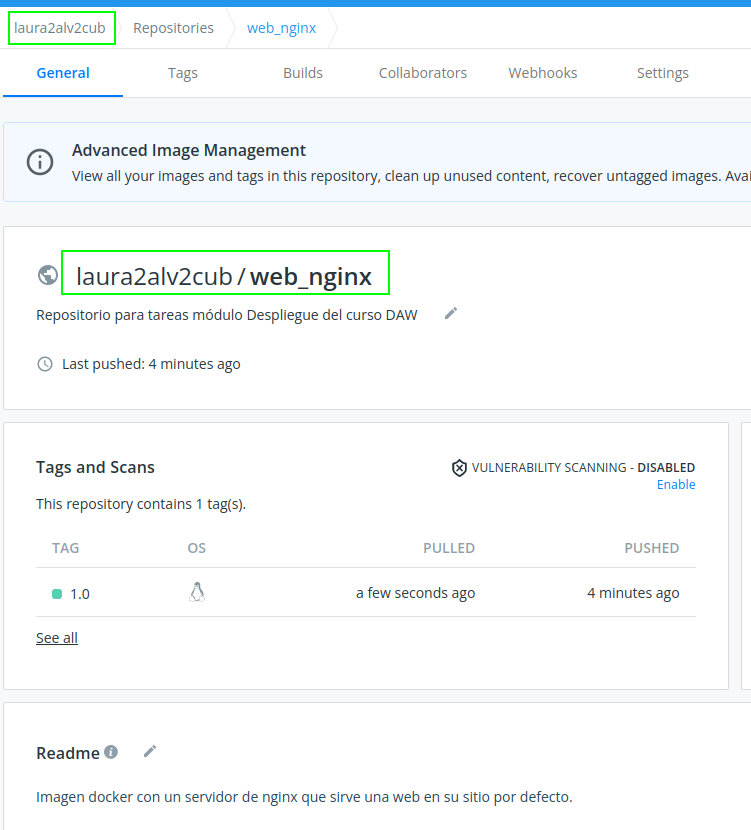 laura2alv2cub Repositories web_nginx
General Tags Builds Collaborators Webhooks Settings
Advanced Image Management
View all your images and tags in this repository, clean up unused content, recover untagged images.
laura2alv2cub / web_nginx
Repositorio para tareas módulo Despliegue del curso DAW
Last pushed: 4 minutes ago
Tags and Scans
VULNERABILITY SCANNING - DISABLED
Enable
This repository contains 1 tag(s).
TAG OS PULLED PUSHED
1.0 a few seconds ago 4 minutes ago
See all
Readme
Imagen docker con un servidor de nginx que sirve una web en su sitio por defecto.